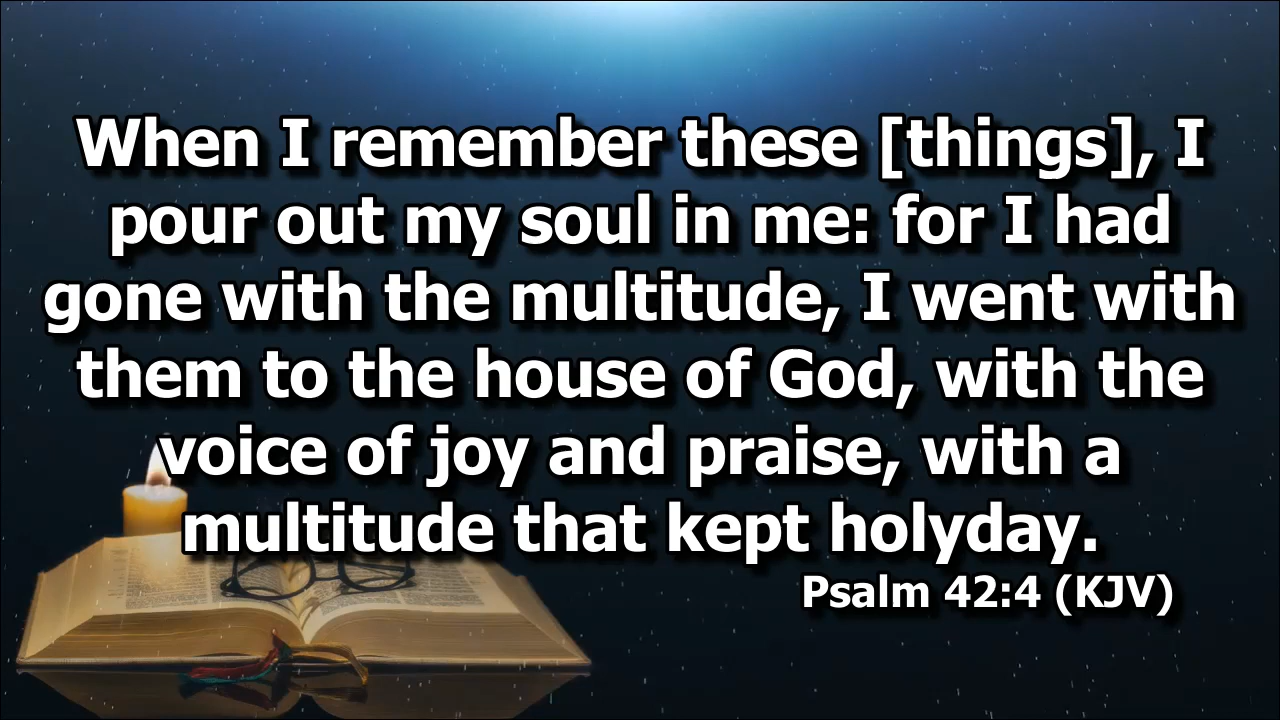 When I remember these [things], I
pour out my soul in me: for I had
gone with the multitude, I went with
them to the house of God, with the
voice of joy and praise, with a
multitude that kept holyday.
Psalm 42:4 (KJV)